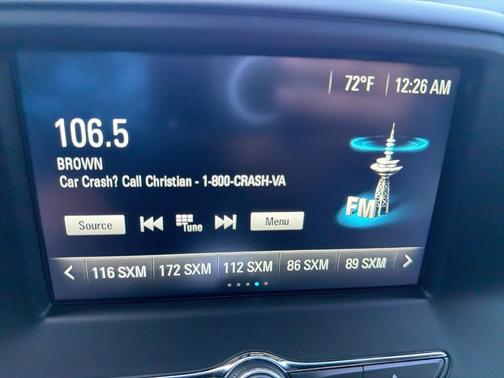 72°F 12:26 AM
106.5
BROWN
Car Crash? Call Christian - 1-800-CRASH-VA
FM
Source Tune Menu
116 SXM 172 SXM 112 SXM 86 SXM 89 SXM